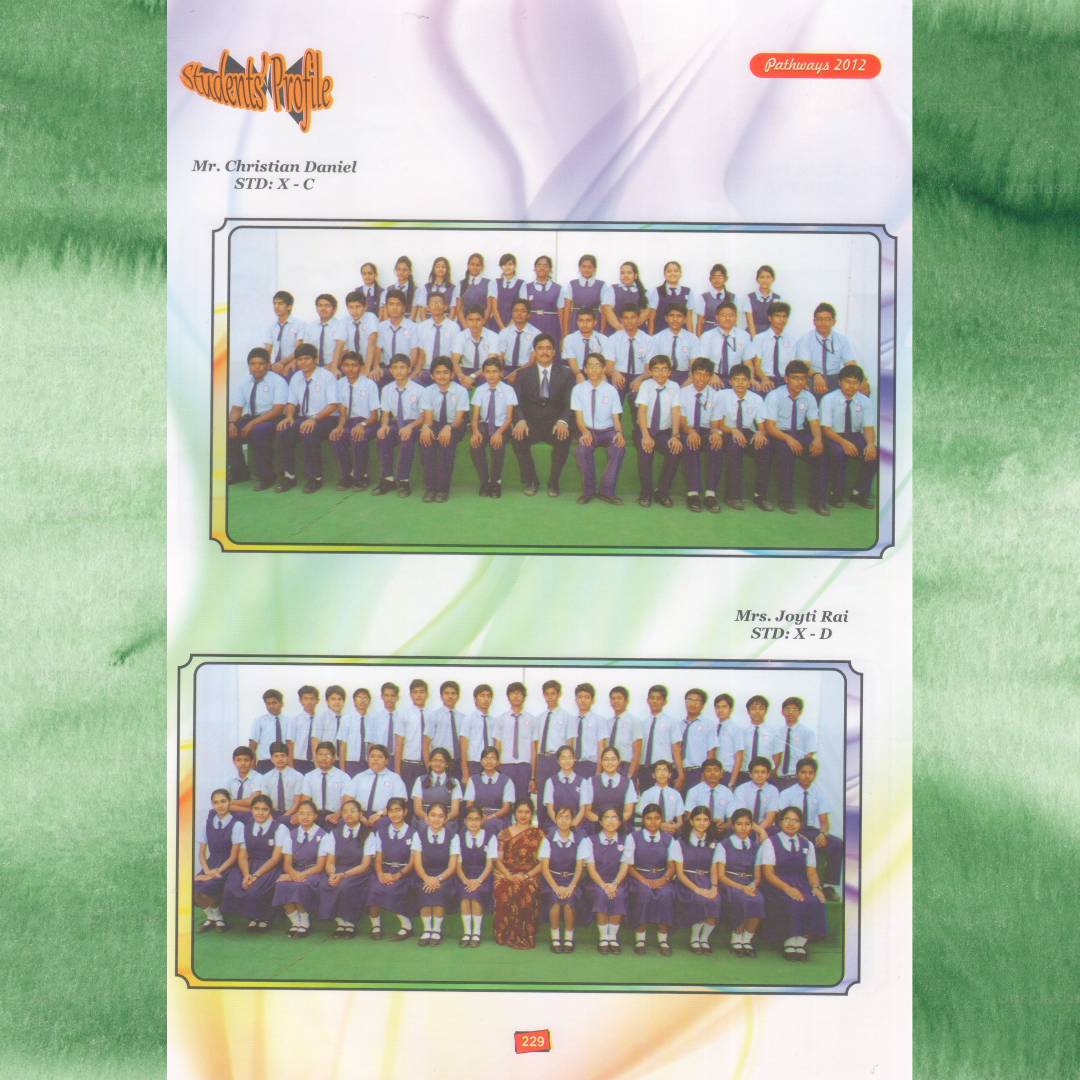 Students' Profile
Pathways 2012
Mr. Christian Daniel
STD: X - C
Mrs. Joyti Rai
STD: X - D
229